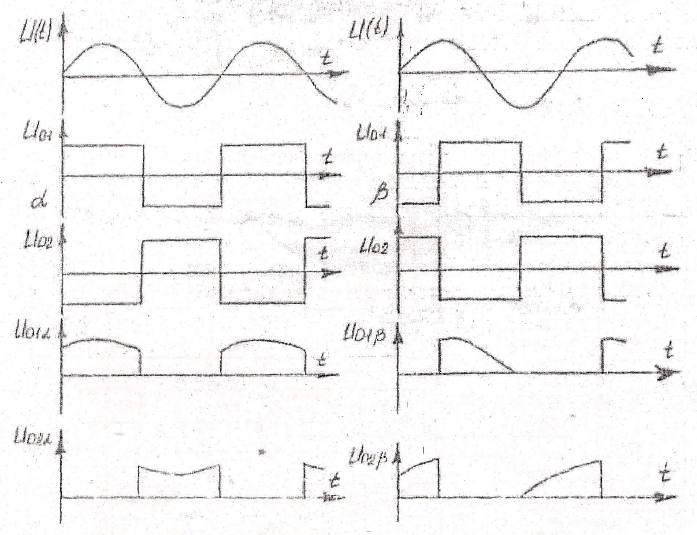 U(t) t
U01 t
α
U02 t
U01α t
U02α t
U(t) t
U01 t
β
U02 t
U01β t
U02β t